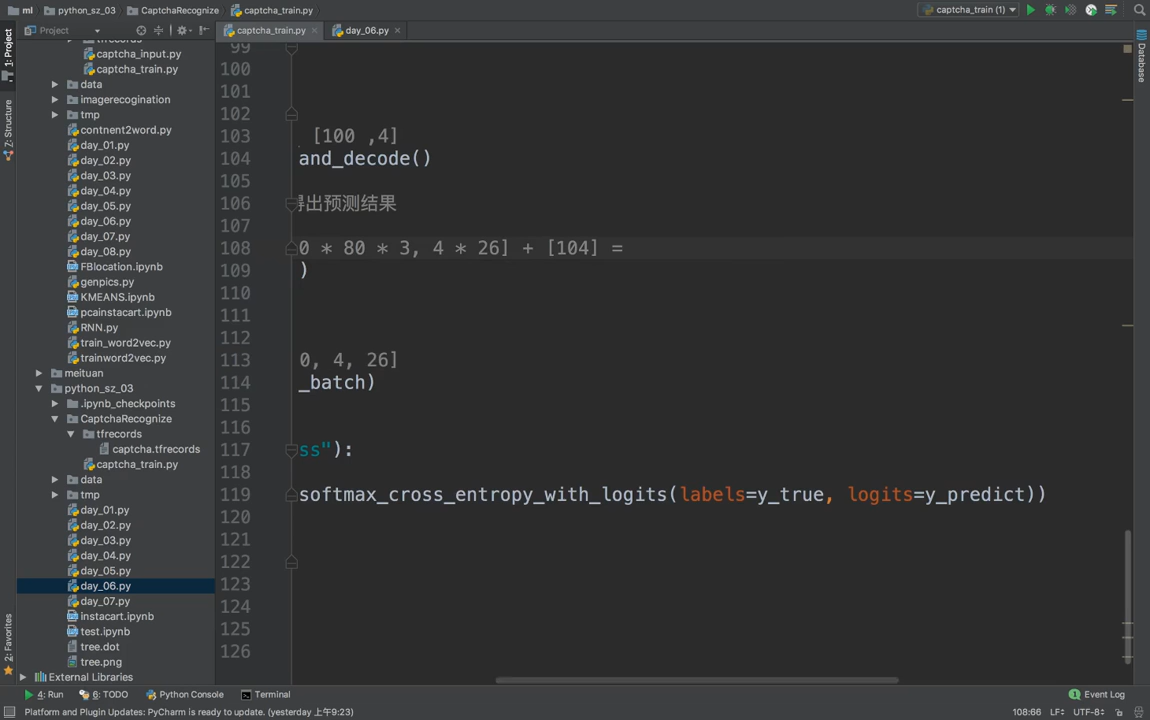 ml
python_sz_03
CaptchaRecognize
captcha_train.py
captcha_train (1)
1: Project
Project
captcha_train.py
day_06.py
captcha_input.py
captcha_train.py
data
imagerecogination
tmp
contnent2word.py
day_01.py
day_02.py
day_03.py
day_04.py
day_05.py
day_06.py
day_07.py
day_08.py
FBlocation.ipynb
genpics.py
KMEANS.ipynb
pcainstacart.ipynb
RNN.py
train_word2vec.py
trainword2vec.py
meituan
python_sz_03
.ipynb_checkpoints
CaptchaRecognize
tfrecords
captcha.tfrecords
captcha_train.py
data
tmp
day_01.py
day_02.py
day_03.py
day_04.py
day_05.py
day_06.py
day_07.py
instacart.ipynb
test.ipynb
tree.dot
tree.png
External Libraries
7: Structure
2: Favorites
99
100
101
102
103 [100 ,4]
104 and_decode()
105
106 出预测结果
107
108 0 * 80 * 3, 4 * 26] + [104] =
109 )
110
111
112
113 0, 4, 26]
114 _batch)
115
116
117 ss"):
118
119 softmax_cross_entropy_with_logits(labels=y_true, logits=y_predict))
120
121
122
123
124
125
126
Database
4: Run
6: TODO
Python Console
Terminal
1 Event Log
Platform and Plugin Updates: PyCharm is ready to update. (yesterday 上午9:23)
108:66
LF
UTF-8